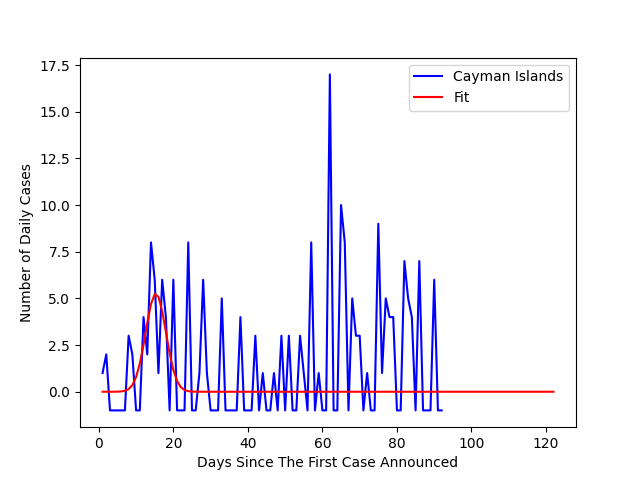 Cayman Islands
Fit
17.5
15.0
12.5
10.0
7.5
5.0
2.5
0.0
Number of Daily Cases
0 20 40 60 80 100 120
Days Since The First Case Announced